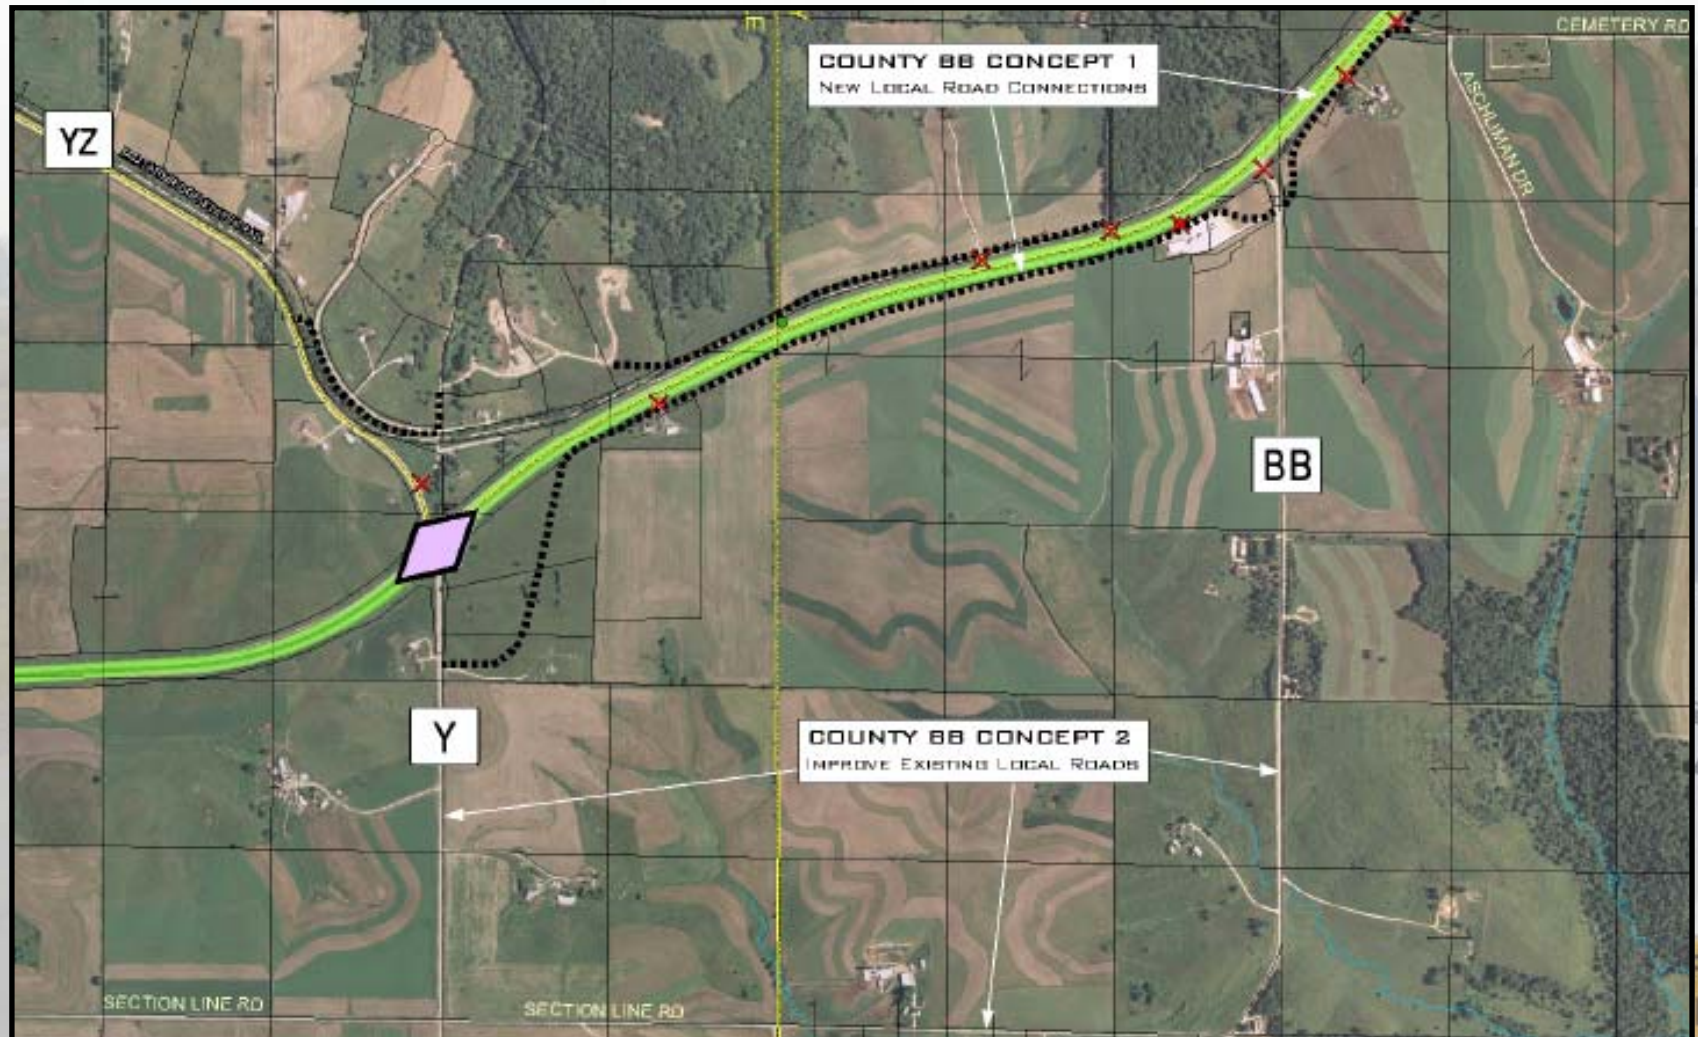 CEMETERY RD
COUNTY BB CONCEPT 1
NEW LOCAL ROAD CONNECTIONS
YZ
ASCHLIMAN DR
BB
Y
COUNTY BB CONCEPT 2
IMPROVE EXISTING LOCAL ROADS
SECTION LINE RD
SECTION LINE RD